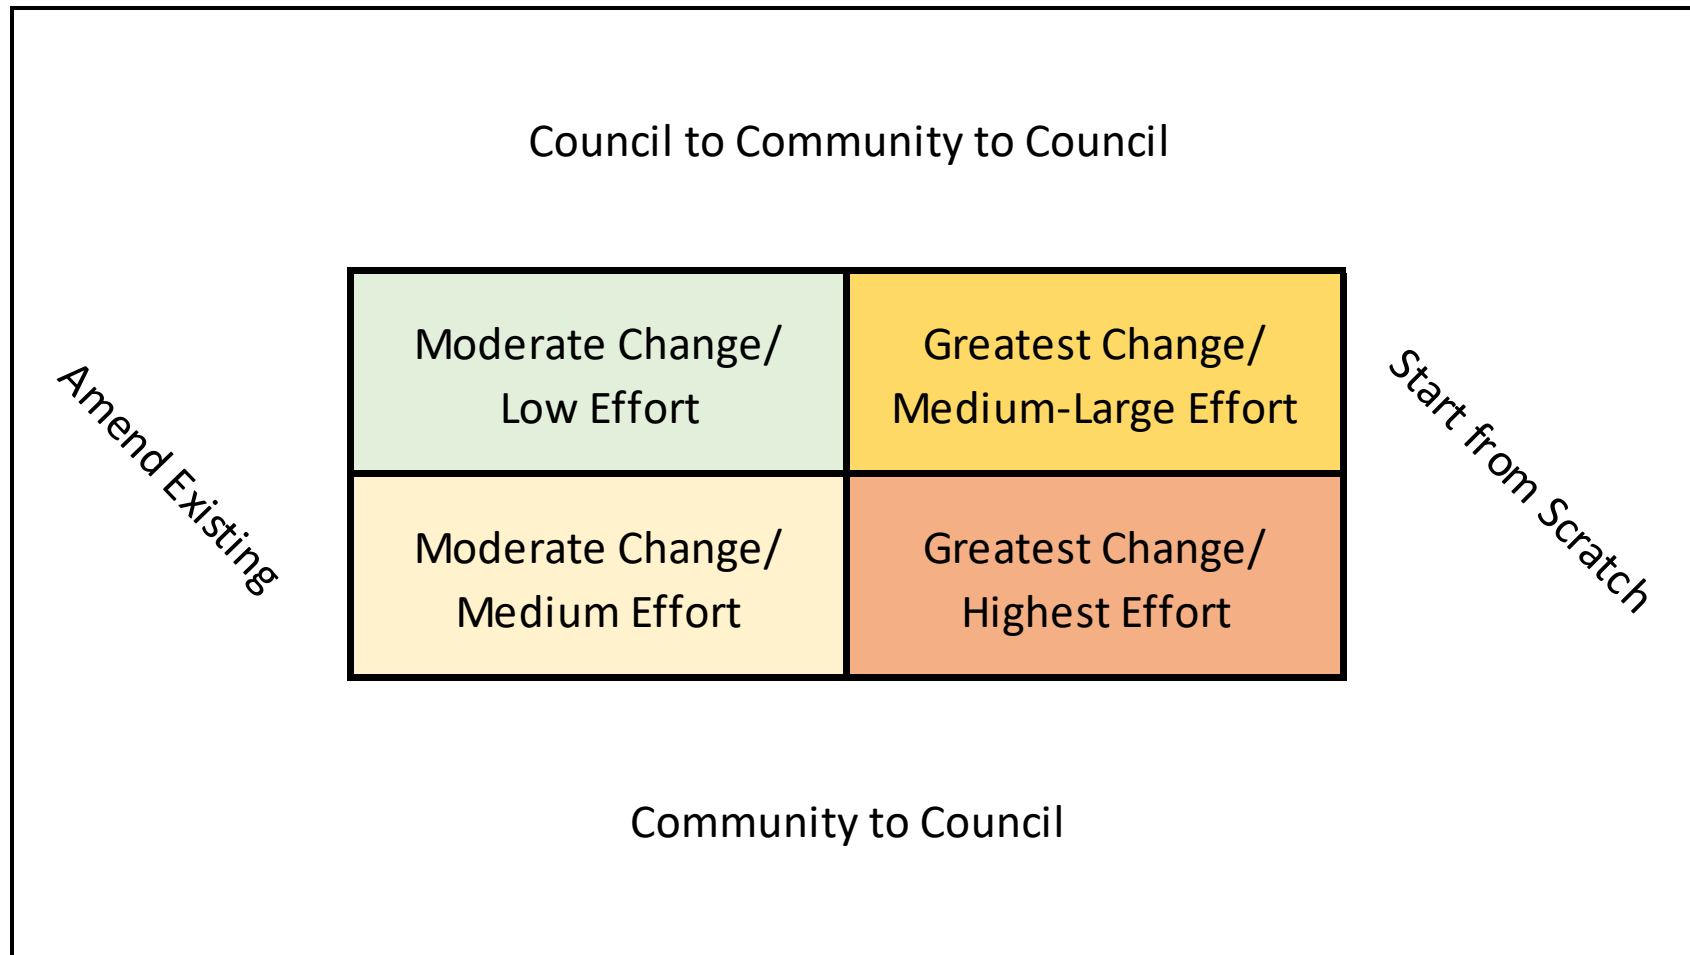 Council to Community to Council
Moderate Change/
Low Effort
Greatest Change/
Medium-Large Effort
Amend Existing
Start from Scratch
Moderate Change/
Medium Effort
Greatest Change/
Highest Effort
Community to Council